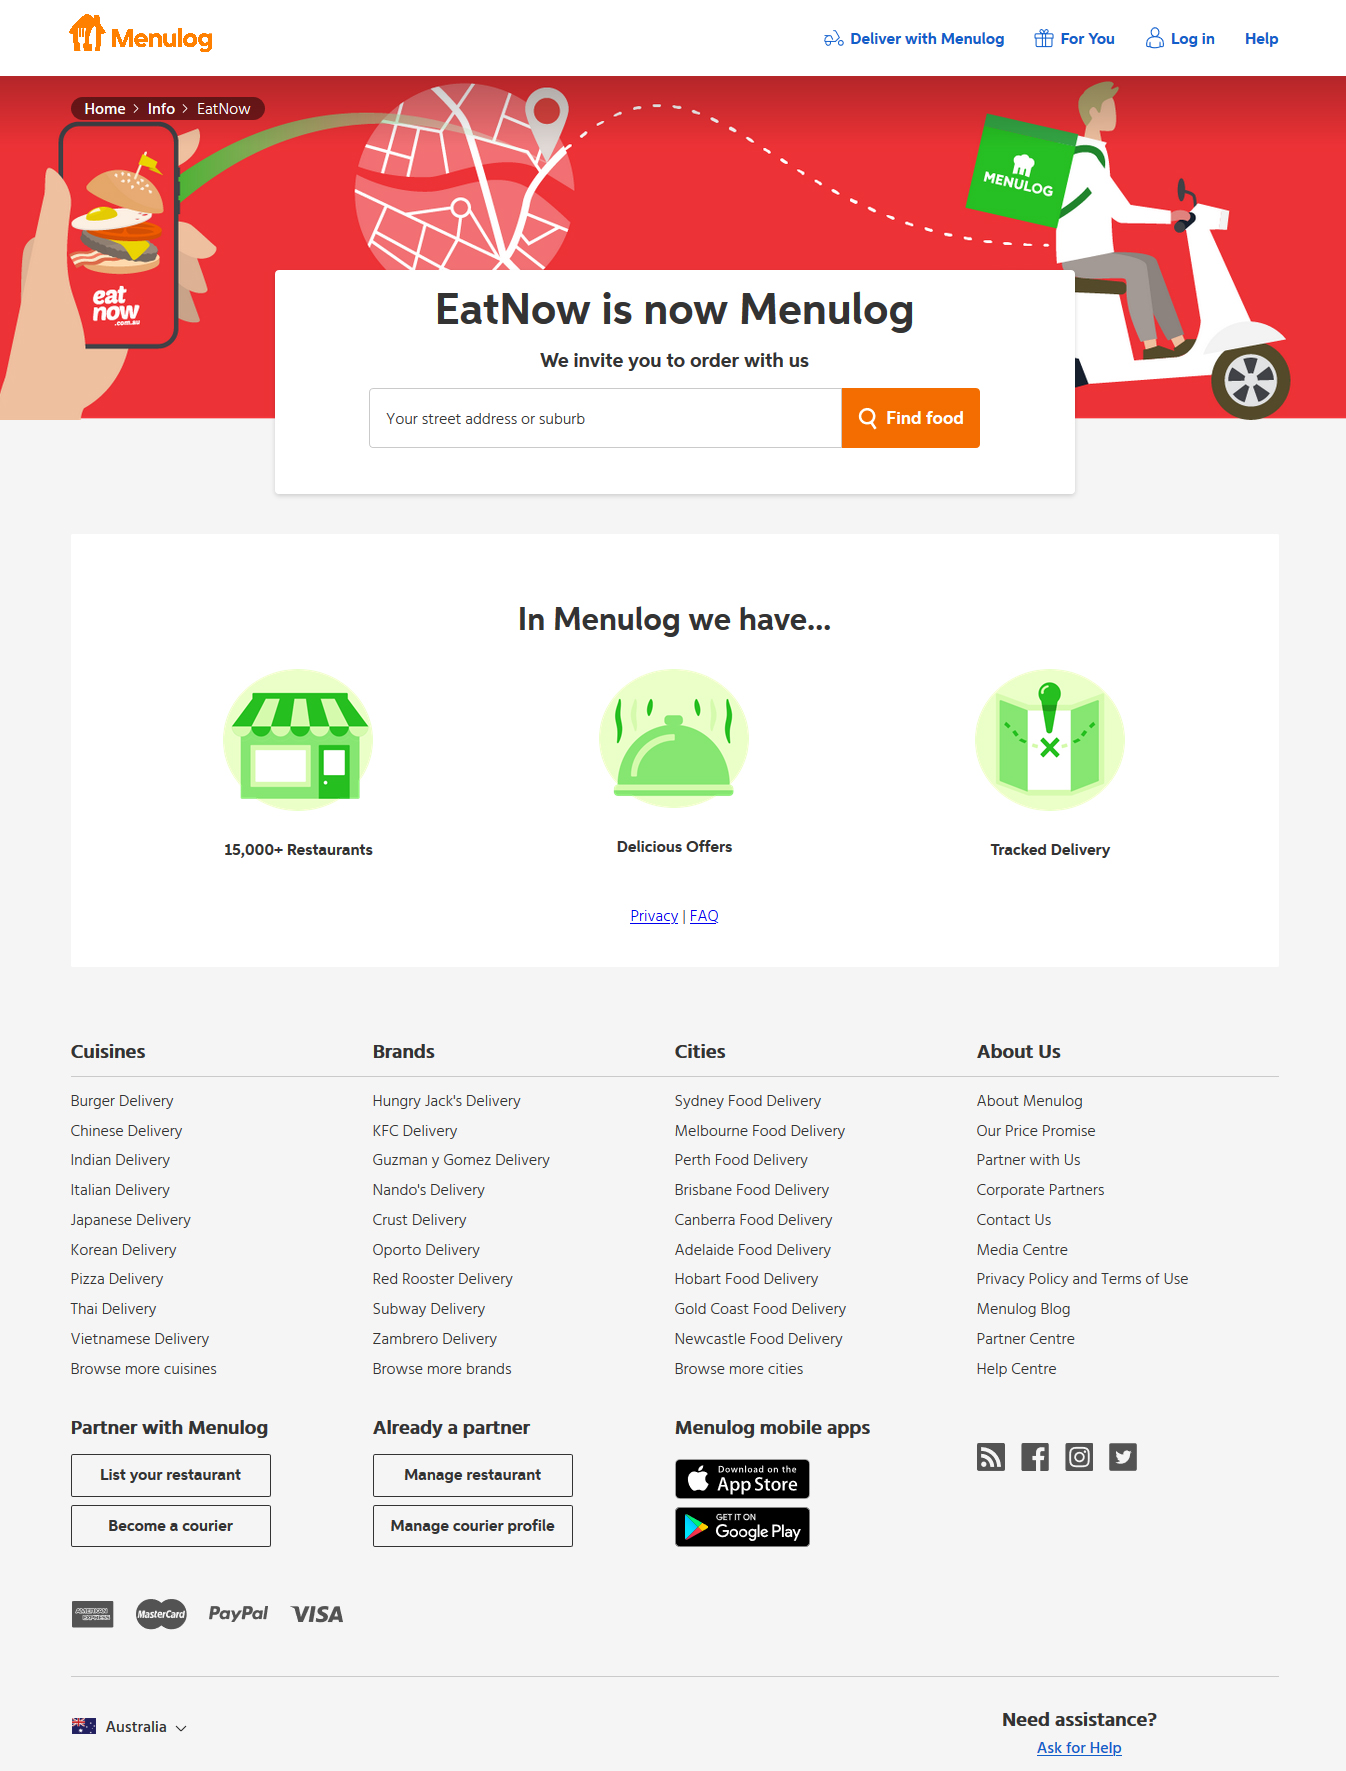 Menulog
Deliver with Menulog
For You
Log in
Help
Home > Info > EatNow
MENULOG
eat
now
.com.au
EatNow is now Menulog
We invite you to order with us
Your street address or suburb
Find food
In Menulog we have...
15,000+ Restaurants
Delicious Offers
Tracked Delivery
Privacy | FAQ
Cuisines
Burger Delivery
Chinese Delivery
Indian Delivery
Italian Delivery
Japanese Delivery
Korean Delivery
Pizza Delivery
Thai Delivery
Vietnamese Delivery
Browse more cuisines
Brands
Hungry Jack's Delivery
KFC Delivery
Guzman y Gomez Delivery
Nando's Delivery
Crust Delivery
Oporto Delivery
Red Rooster Delivery
Subway Delivery
Zambrero Delivery
Browse more brands
Cities
Sydney Food Delivery
Melbourne Food Delivery
Perth Food Delivery
Brisbane Food Delivery
Canberra Food Delivery
Adelaide Food Delivery
Hobart Food Delivery
Gold Coast Food Delivery
Newcastle Food Delivery
Browse more cities
About Us
About Menulog
Our Price Promise
Partner with Us
Corporate Partners
Contact Us
Media Centre
Privacy Policy and Terms of Use
Menulog Blog
Partner Centre
Help Centre
Partner with Menulog
List your restaurant
Become a courier
Already a partner
Manage restaurant
Manage courier profile
Menulog mobile apps
Download on the
App Store
GET IT ON
Google Play
AMERICAN
EXPRESS
MasterCard
PayPal
VISA
Australia
Need assistance?
Ask for Help